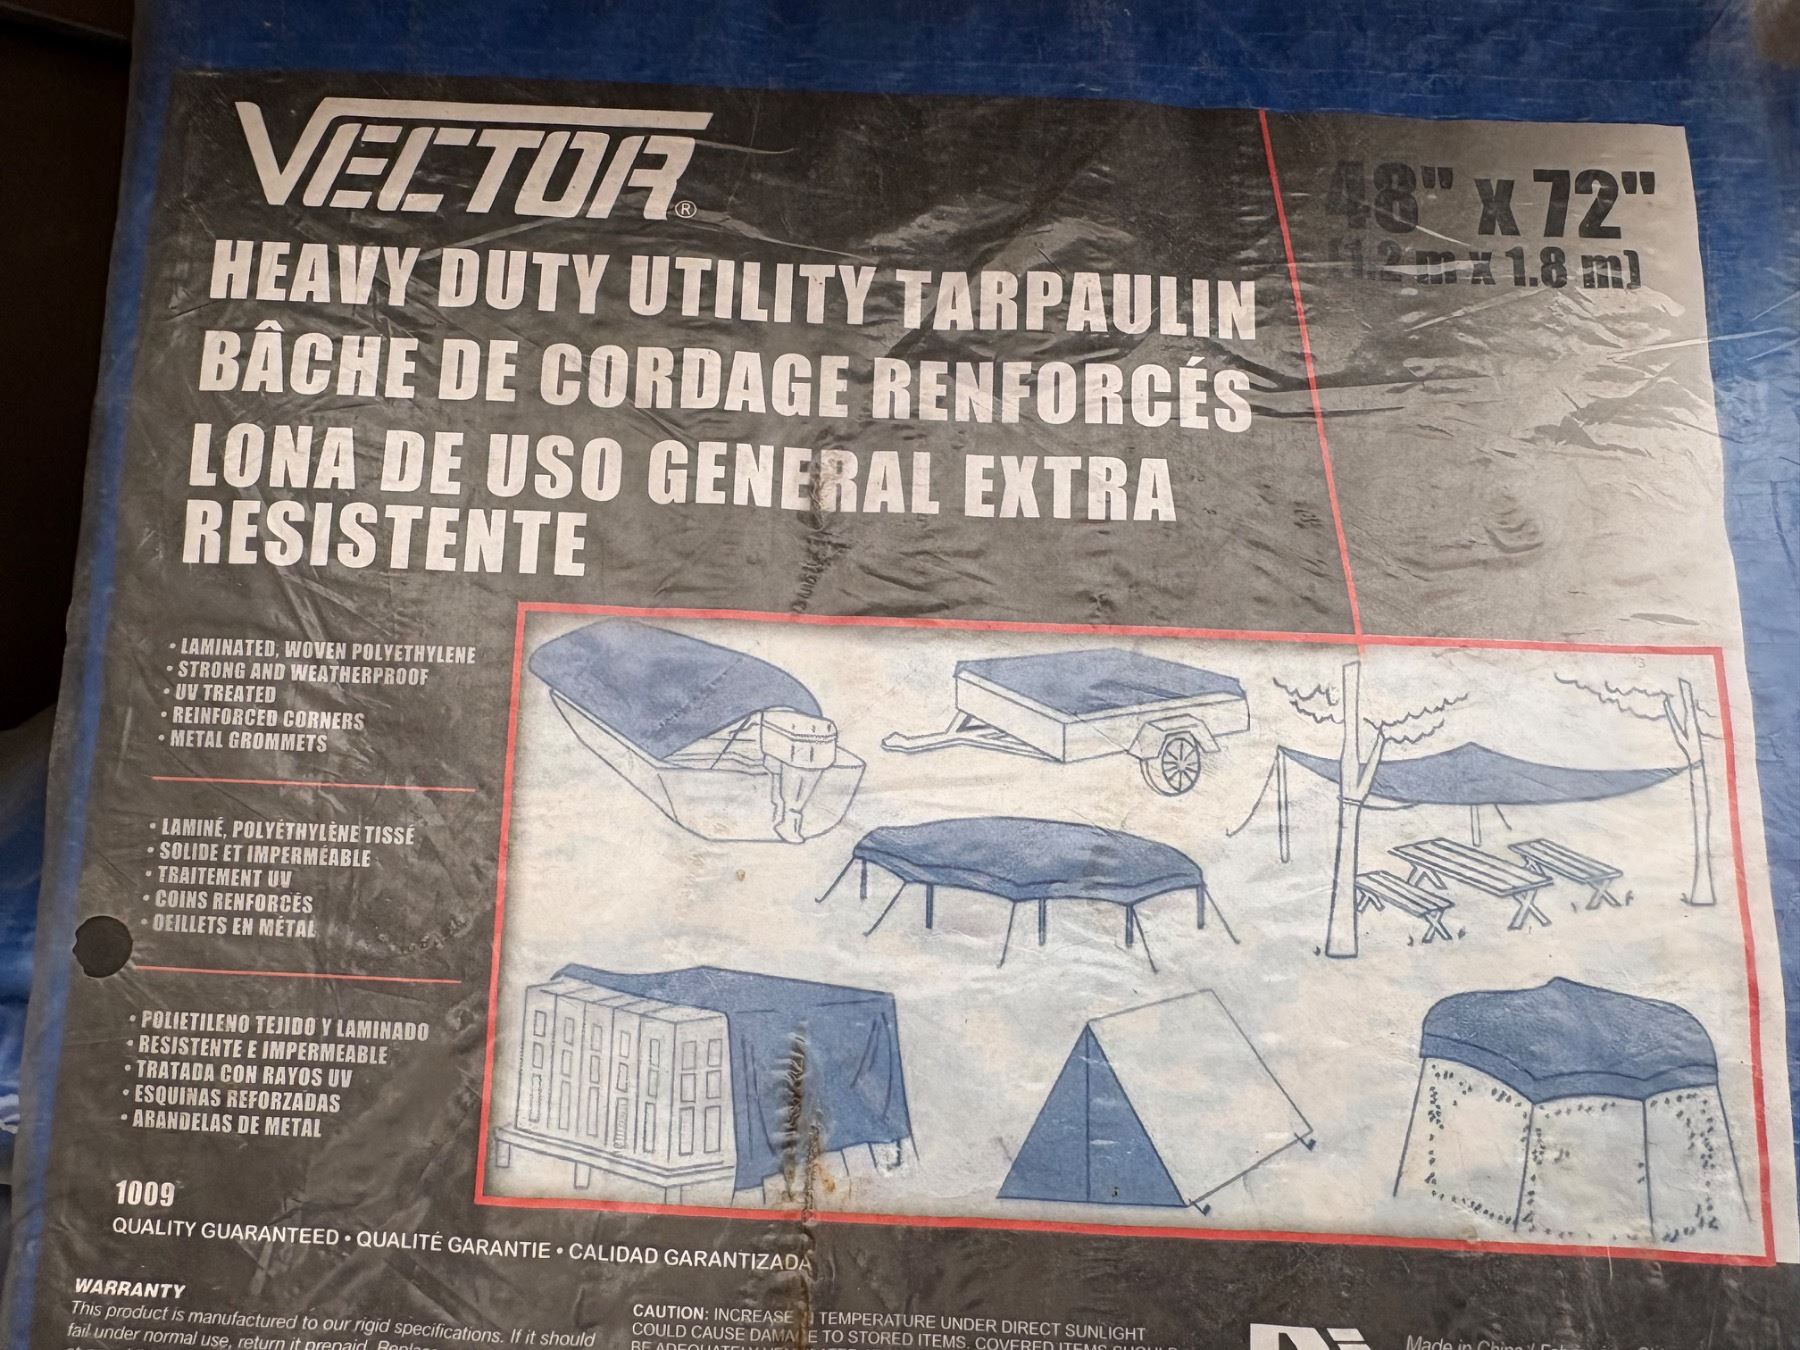 VECTOR®
48" X 72"
(1.2 m x 1.8 m)
HEAVY DUTY UTILITY TARPAULIN
BÂCHE DE CORDAGE RENFORCÉS
LONA DE USO GENERAL EXTRA
RESISTENTE
• LAMINATED, WOVEN POLYETHYLENE
• STRONG AND WEATHERPROOF
• UV TREATED
• REINFORCED CORNERS
• METAL GROMMETS
• LAMINÉ, POLYÉTHYLÈNE TISSÉ
• SOLIDE ET IMPERMÉABLE
• TRAITEMENT UV
• COINS RENFORCÉS
• OEILLETS EN MÉTAL
• POLIETILENO TEJIDO Y LAMINADO
• RESISTENTE E IMPERMEABLE
• TRATADA CON RAYOS UV
• ESQUINAS REFORZADAS
• ARANDELAS DE METAL
1009
QUALITY GUARANTEED • QUALITÉ GARANTIE • CALIDAD GARANTIZADA
WARRANTY
This product is manufactured to our rigid specifications. If it should
fail under normal use, return it prepaid.
CAUTION: INCREASE TEMPERATURE UNDER DIRECT SUNLIGHT
COULD CAUSE DAMAGE TO STORED ITEMS. COVERED ITEMS SHOULD
BE ADEQUATELY
Made in China /